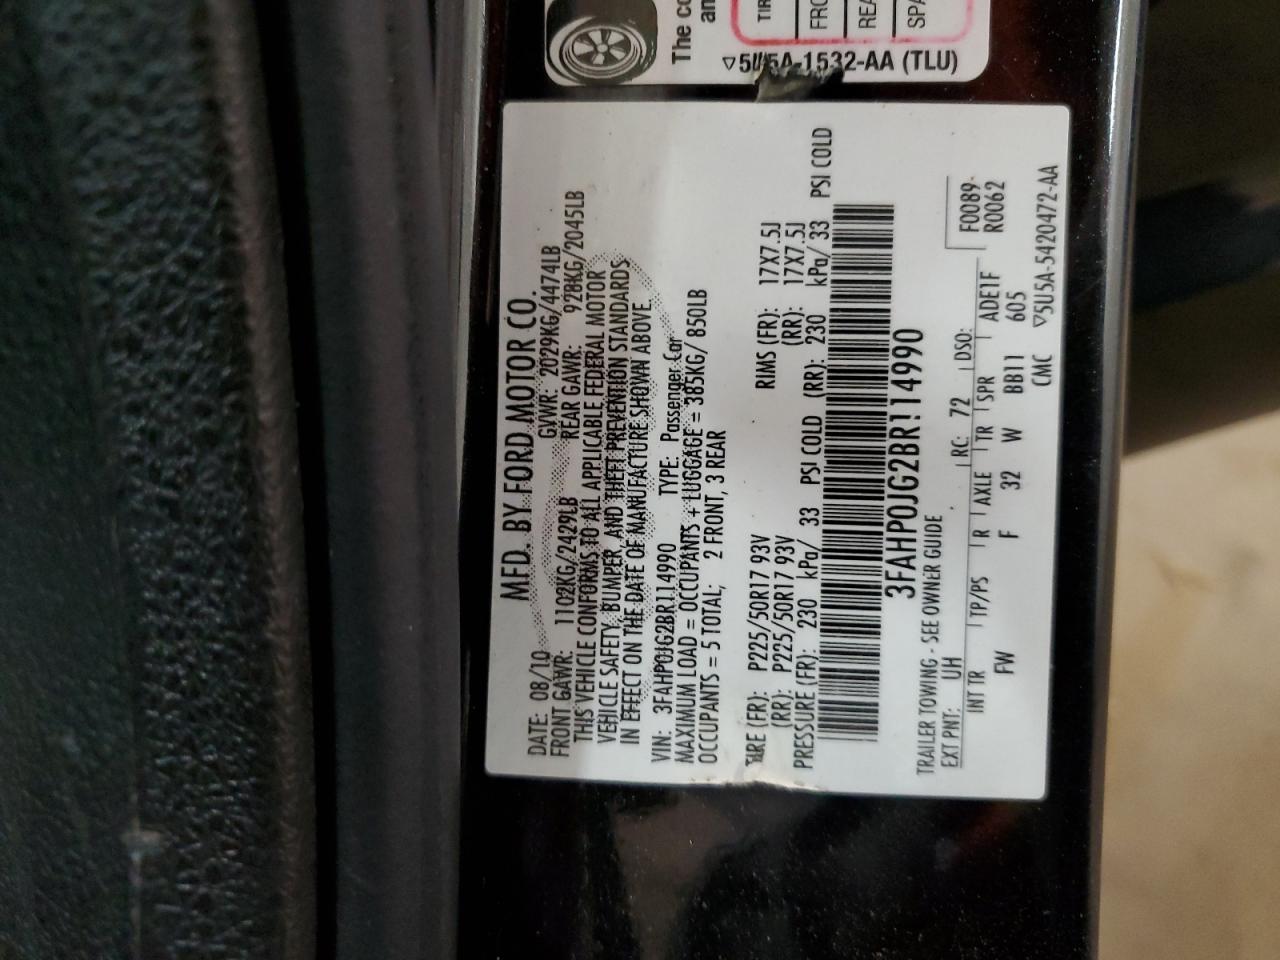 The co
an
TIR
FRO
REA
SPA
▽5U5A-1532-AA (TLU)
MFD. BY FORD MOTOR CO.
DATE: 08/10 GVWR: 2029KG/4474LB
FRONT GAWR: 1102KG/2429LB REAR GAWR: 928KG/2045LB
THIS VEHICLE CONFORMS TO ALL APPLICABLE FEDERAL MOTOR
VEHICLE SAFETY, BUMPER, AND THEFT PREVENTION STANDARDS
IN EFFECT ON THE DATE OF MANUFACTURE SHOWN ABOVE.
VIN: 3FAHP0JG2BR114990 TYPE: Passenger Car
MAXIMUM LOAD = OCCUPANTS + LUGGAGE = 385KG/ 850LB
OCCUPANTS = 5 TOTAL; 2 FRONT, 3 REAR
TIRE (FR): P225/50R17 93V RIMS (FR): 17X7.5J
(RR): P225/50R17 93V (RR): 17X7.5J
PRESSURE (FR): 230 kPa/ 33 PSI COLD (RR): 230 kPa/ 33 PSI COLD
3FAHP0JG2BR114990
TRAILER TOWING - SEE OWNER GUIDE
EXT PNT: UH RC: 72 DSO: F0089
INT TR TP/PS R AXLE TR SPR ADE1F R0062
FW F 32 W BB11 605
CMC ▽5U5A-5420472-AA